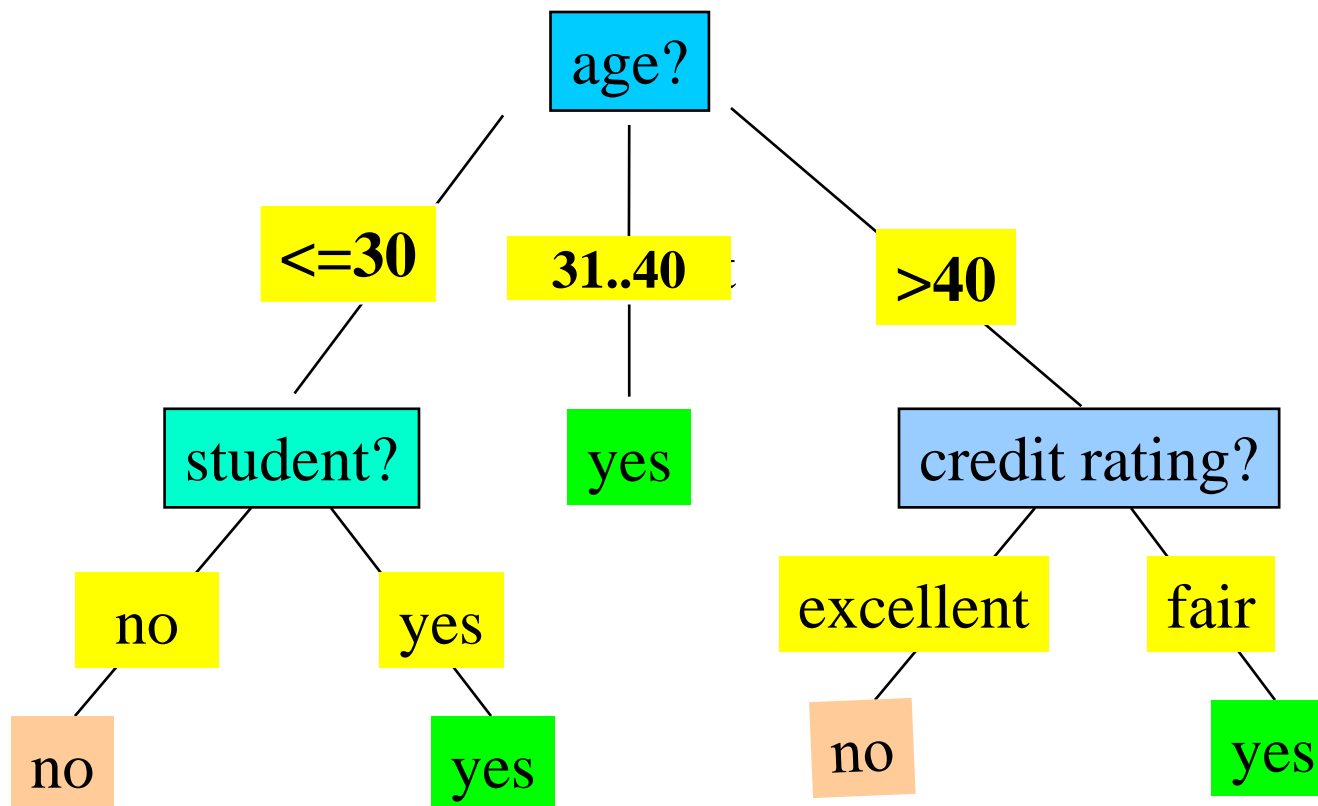 age?
<=30
31..40
>40
student?
yes
credit rating?
no
yes
excellent
fair
no
yes
no
yes